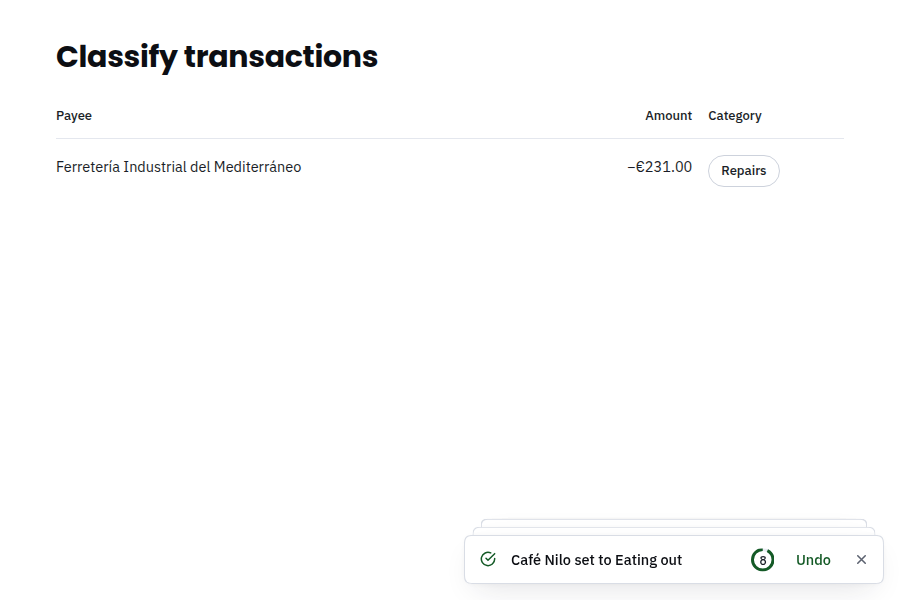 Classify transactions
Payee Amount Category
Ferretería Industrial del Mediterráneo −€231.00 Repairs
Café Nilo set to Eating out 8 Undo